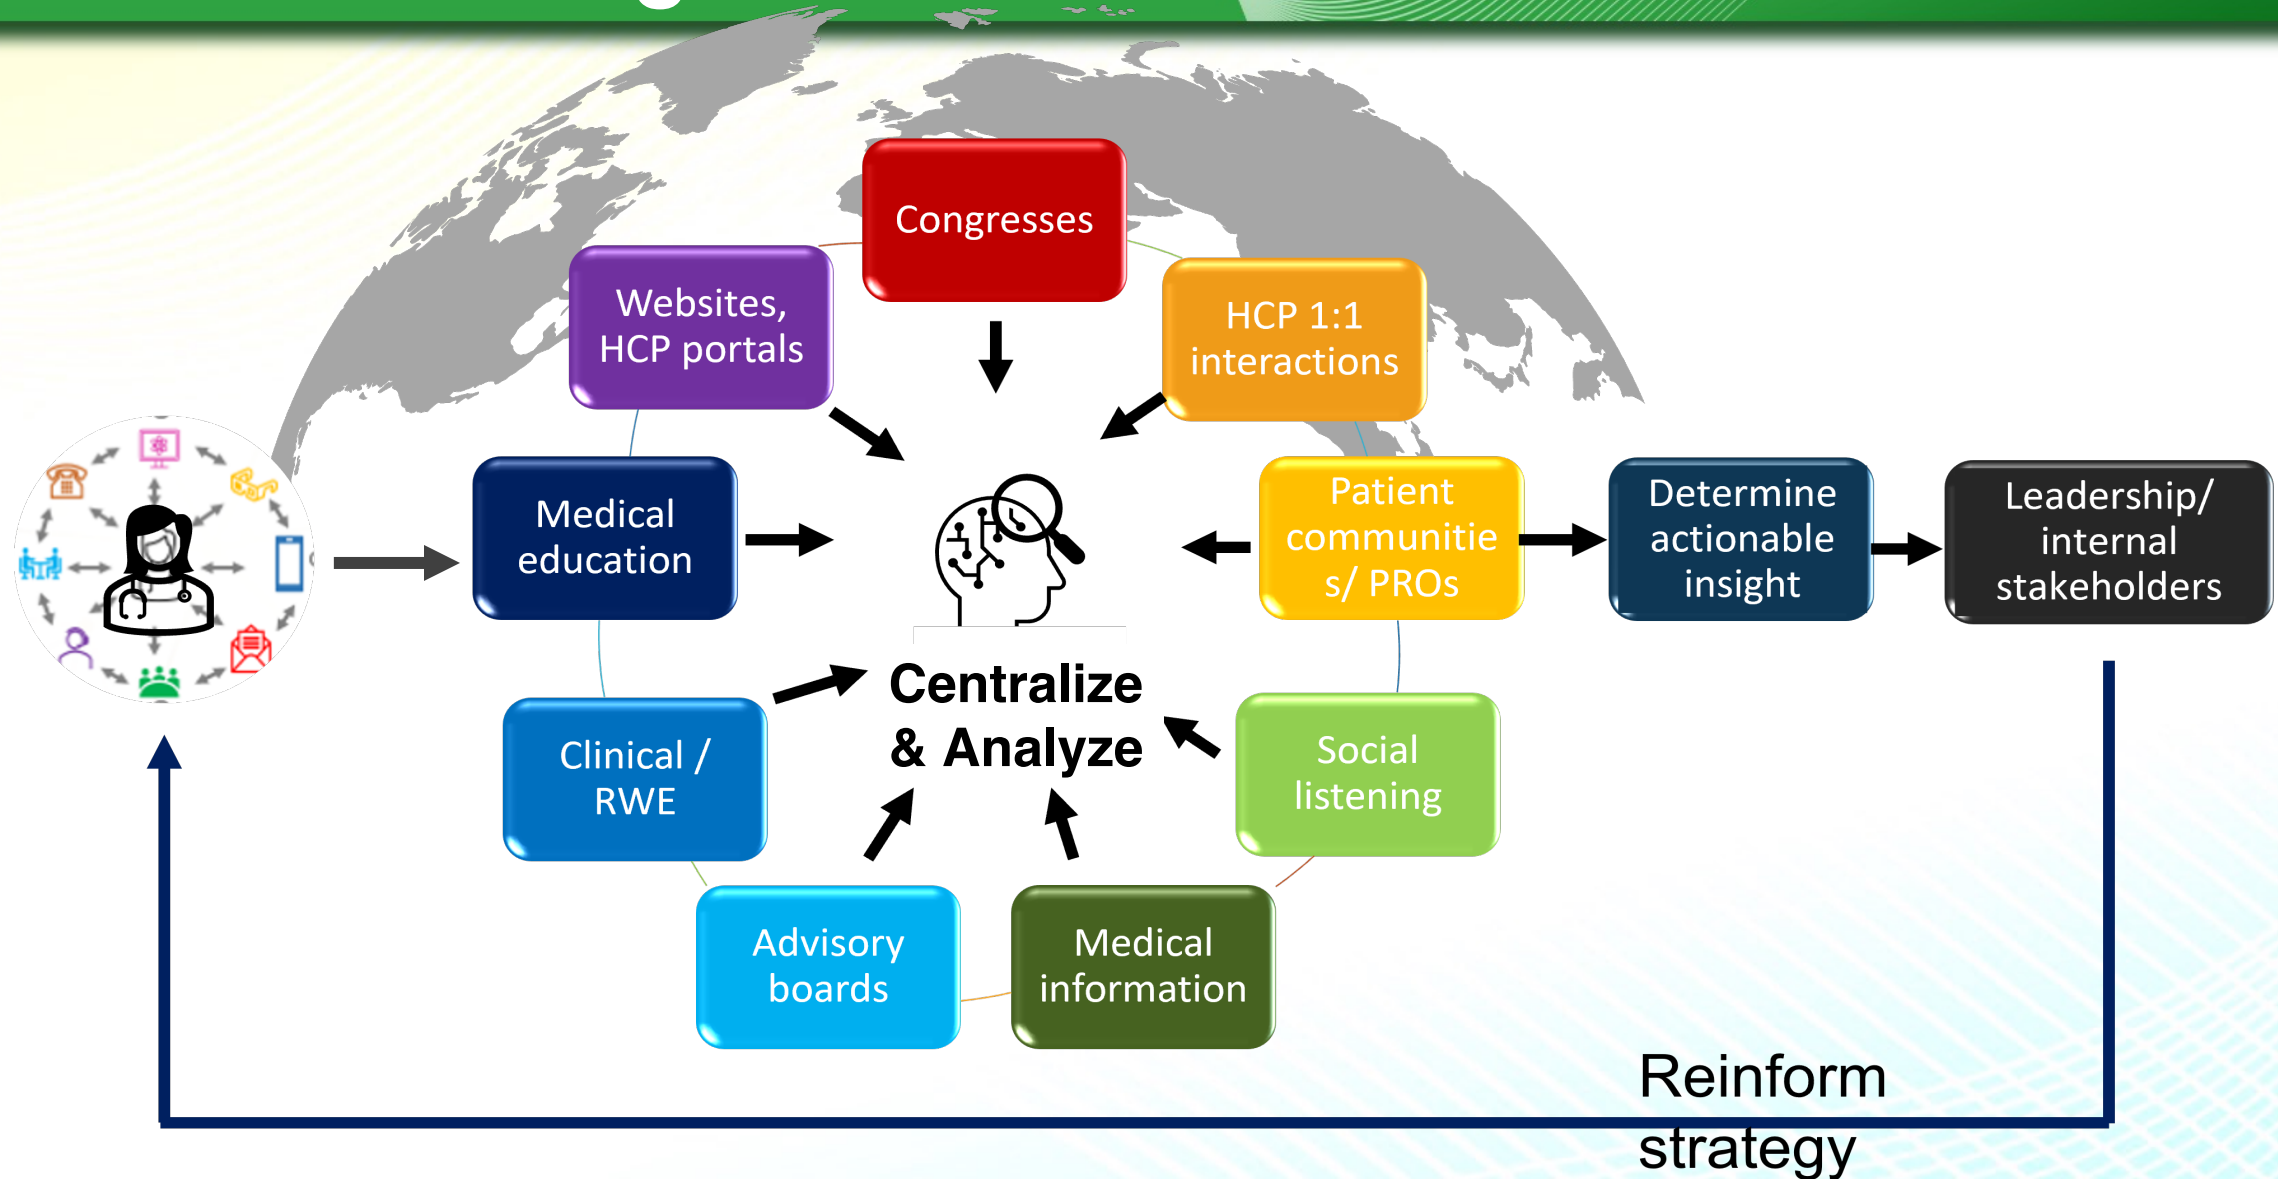 Congresses
Websites,
HCP portals
HCP 1:1
interactions
Medical
education
Patient
communitie
s/ PROs
Determine
actionable
insight
Leadership/
internal
stakeholders
Centralize
& Analyze
Clinical /
RWE
Social
listening
Advisory
boards
Medical
information
Reinform
strategy